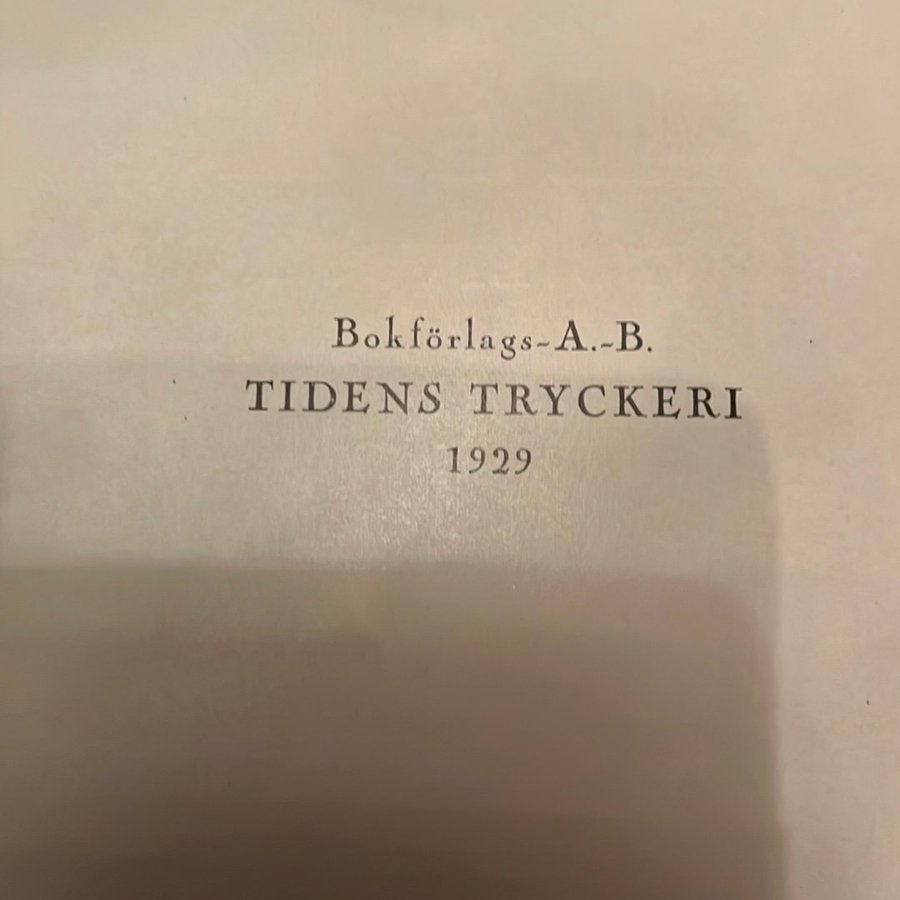 Bokförlags-A.-B.
TIDENS TRYCKERI
1929